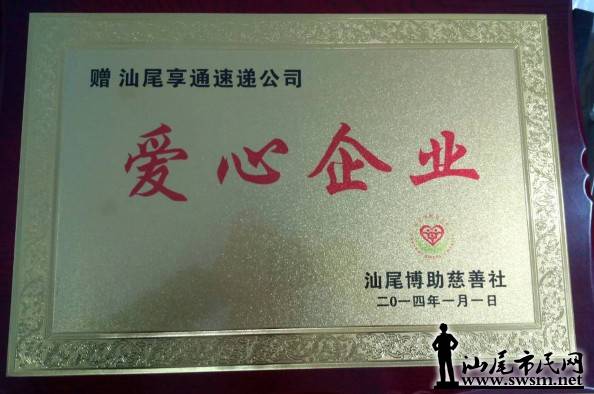 赠 汕尾享通速递公司
爱心企业
汕尾博助慈善社
二〇一四年一月一日
汕尾市民网
www.swsm.net